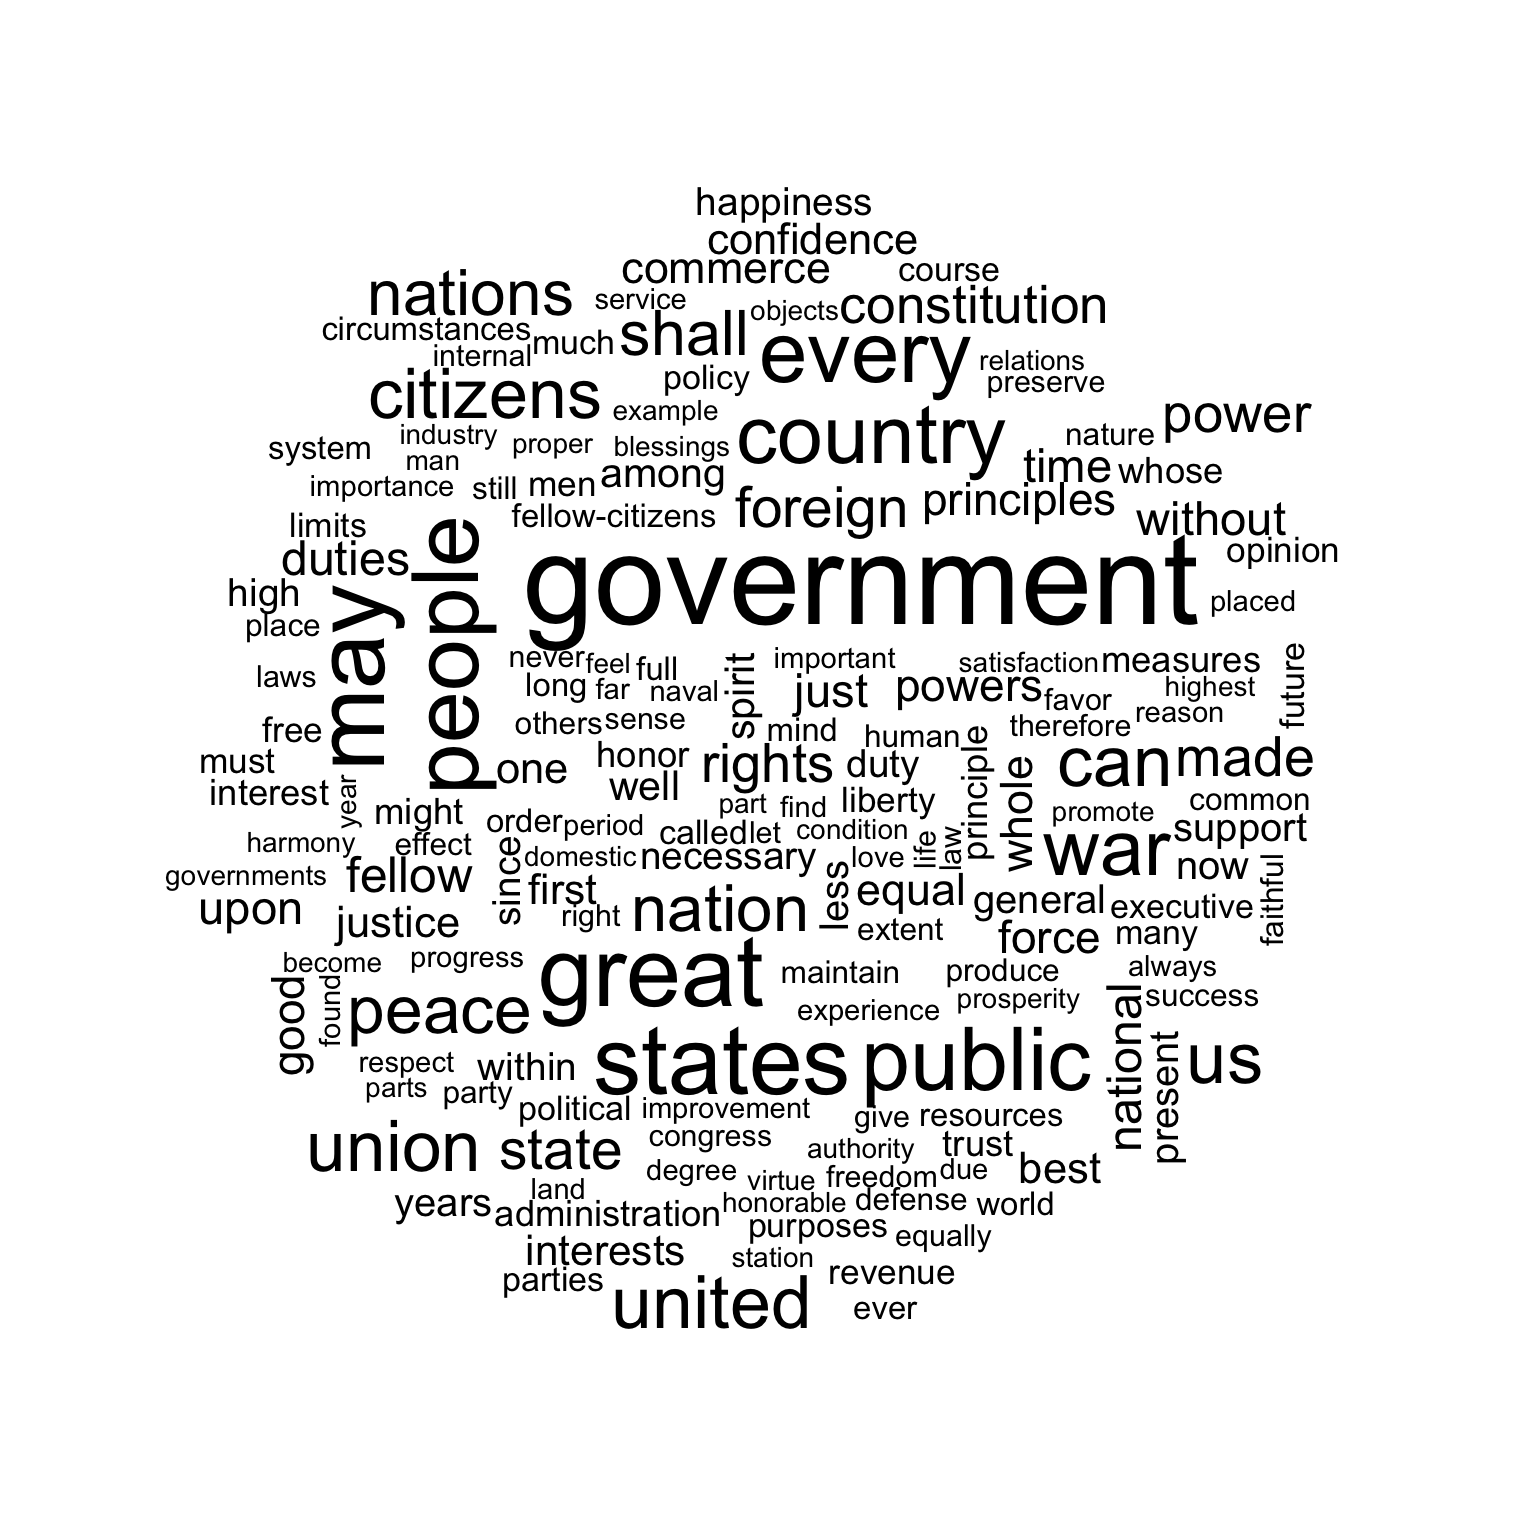 happiness
confidence
commerce course
nations service objects constitution
circumstances much shall every
internal relations
citizens policy preserve
example country power
system industry proper blessings nature
man among time whose
importance still men
fellow-citizens foreign principles without
limits opinion
duties people government
high placed
place may
never feel full spirit important satisfaction measures future
laws long far naval just powers favor highest
others sense therefore reason
free mind human
must one honor rights duty principle whole can made
interest year well
might part find liberty promote common
order period called let condition support
harmony effect life law war
since domestic necessary love now
governments fellow first less equal general executive faithful
upon justice right nation extent force many
become progress great maintain produce always
good found peace experience prosperity national success
respect within states public present us
parts party
political improvement give resources
union state congress authority trust
degree virtue freedom due best
years land honorable defense world
administration purposes equally
interests station
parties united revenue
ever